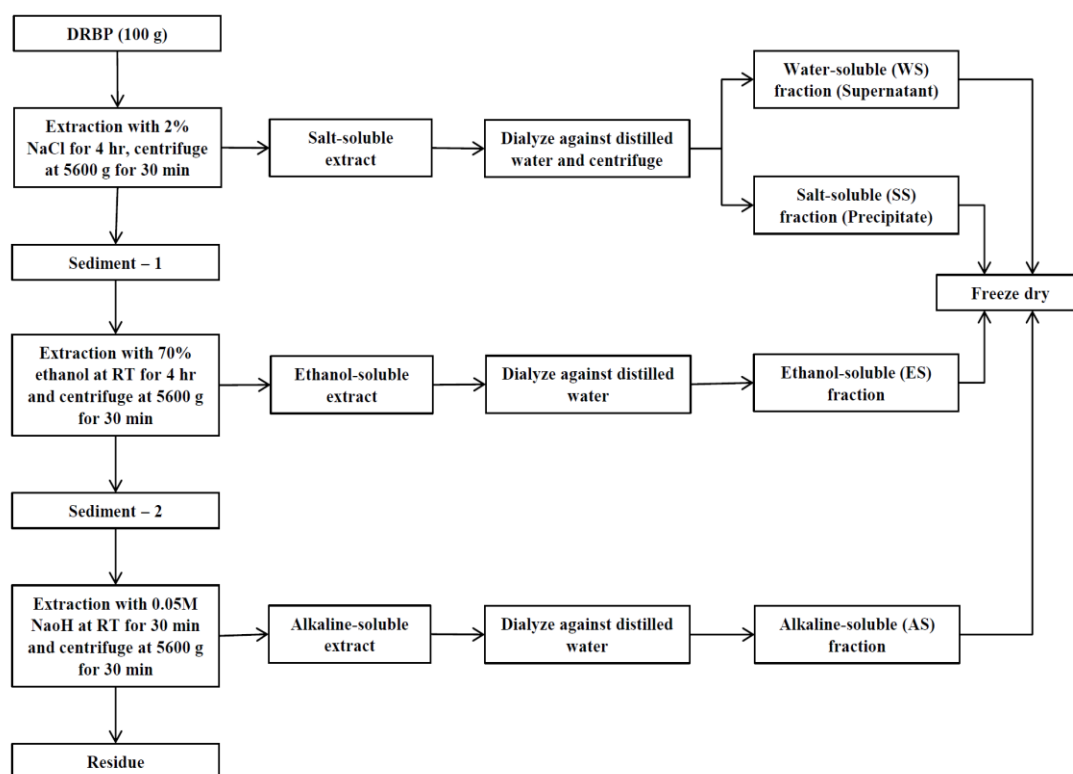 DRBP (100 g)
Extraction with 2%
NaCl for 4 hr, centrifuge
at 5600 g for 30 min
Salt-soluble
extract
Dialyze against distilled
water and centrifuge
Water-soluble (WS)
fraction (Supernatant)
Salt-soluble (SS)
fraction (Precipitate)
Sediment – 1
Freeze dry
Extraction with 70%
ethanol at RT for 4 hr
and centrifuge at 5600 g
for 30 min
Ethanol-soluble
extract
Dialyze against distilled
water
Ethanol-soluble (ES)
fraction
Sediment – 2
Extraction with 0.05M
NaoH at RT for 30 min
and centrifuge at 5600 g
for 30 min
Alkaline-soluble
extract
Dialyze against distilled
water
Alkaline-soluble (AS)
fraction
Residue